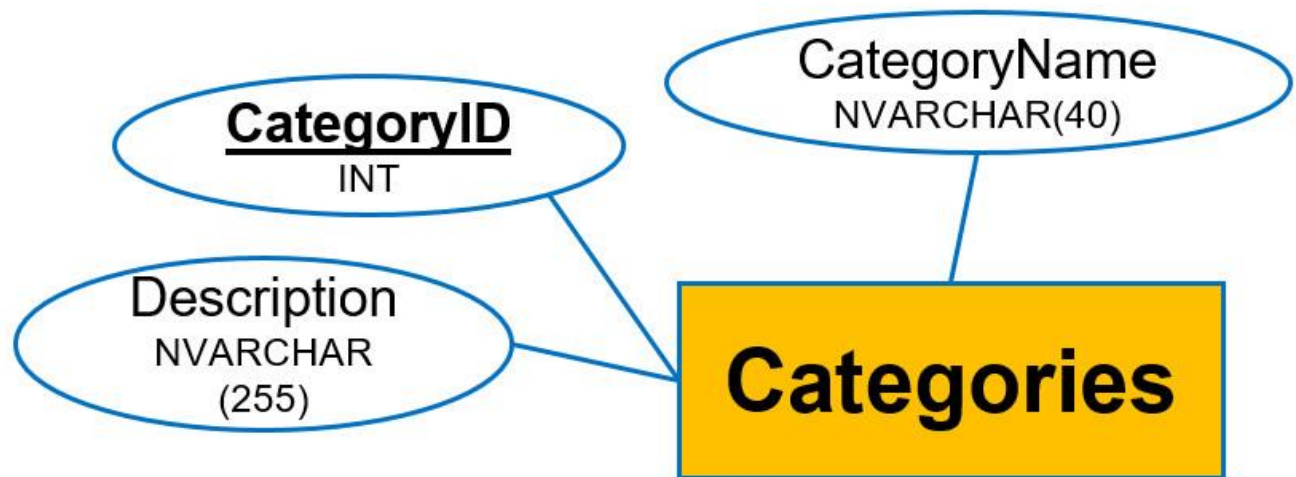 CategoryName
NVARCHAR(40)
CategoryID
INT
Description
NVARCHAR
(255)
Categories